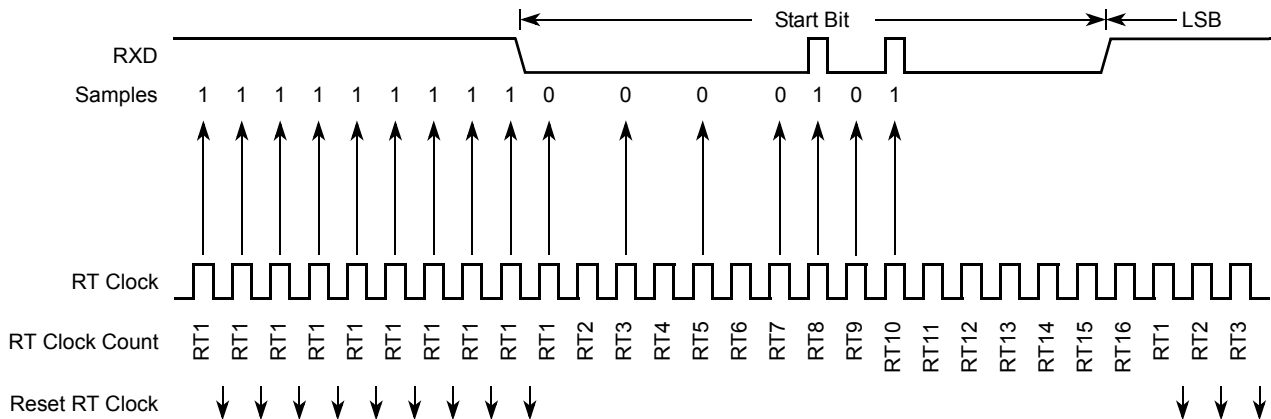 Start Bit LSB
RXD
Samples 1 1 1 1 1 1 1 1 1 0 0 0 0 1 0 1
RT Clock
RT Clock Count RT1 RT1 RT1 RT1 RT1 RT1 RT1 RT1 RT1 RT1 RT2 RT3 RT4 RT5 RT6 RT7 RT8 RT9 RT10 RT11 RT12 RT13 RT14 RT15 RT16 RT1 RT2 RT3
Reset RT Clock